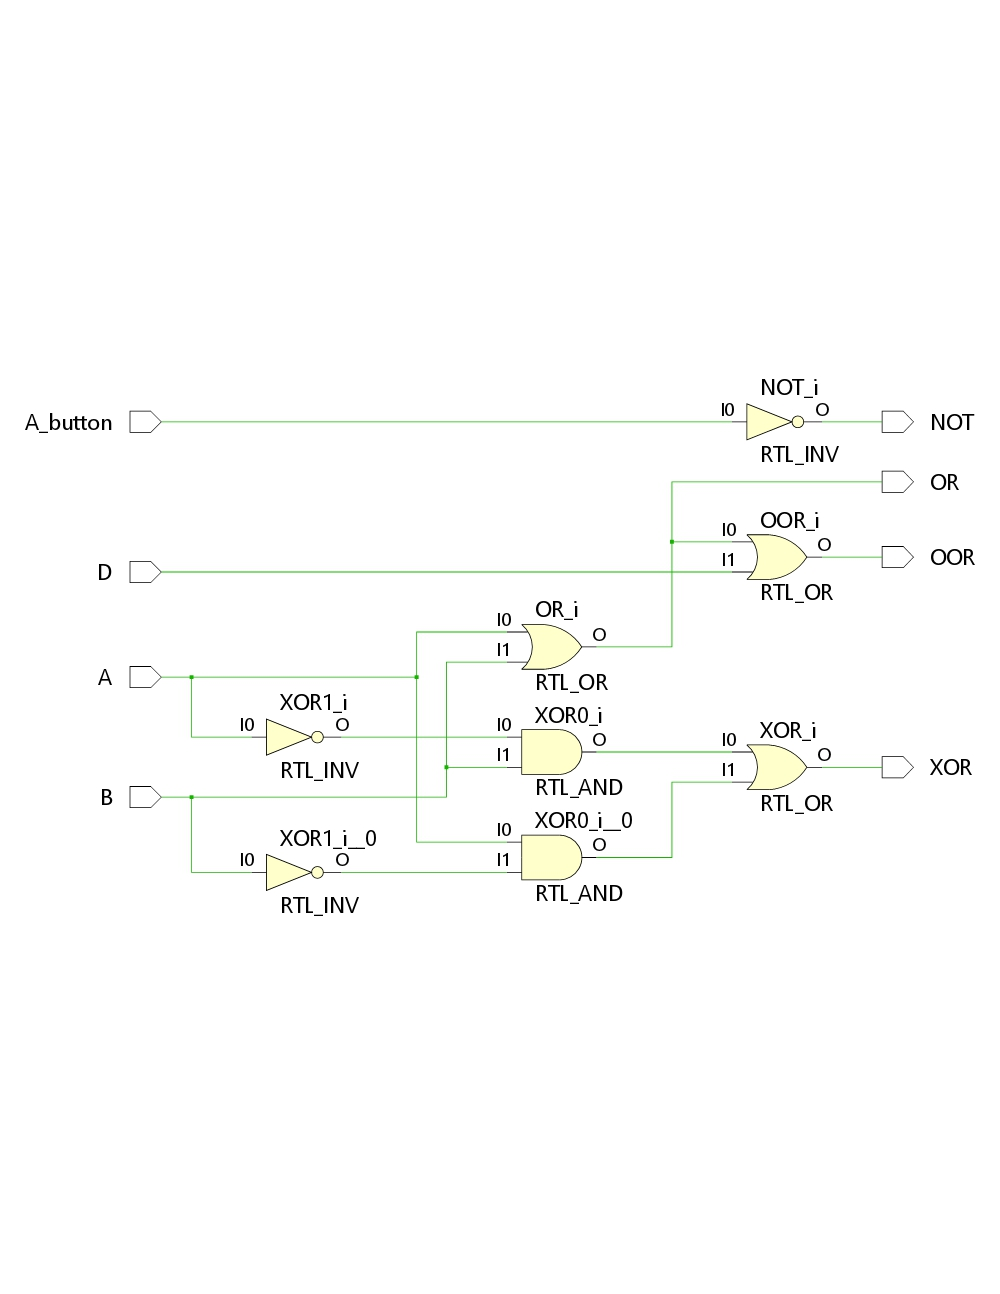 NOT_i
I0
O
A_button
NOT
RTL_INV
OR
OOR_i
I0
O
I1
OOR
D
RTL_OR
OR_i
I0
O
I1
A
RTL_OR
XOR1_i
I0
O
RTL_INV
XOR0_i
I0
O
I1
RTL_AND
XOR_i
I0
O
I1
XOR
RTL_OR
B
XOR1_i__0
I0
O
RTL_INV
XOR0_i__0
I0
O
I1
RTL_AND